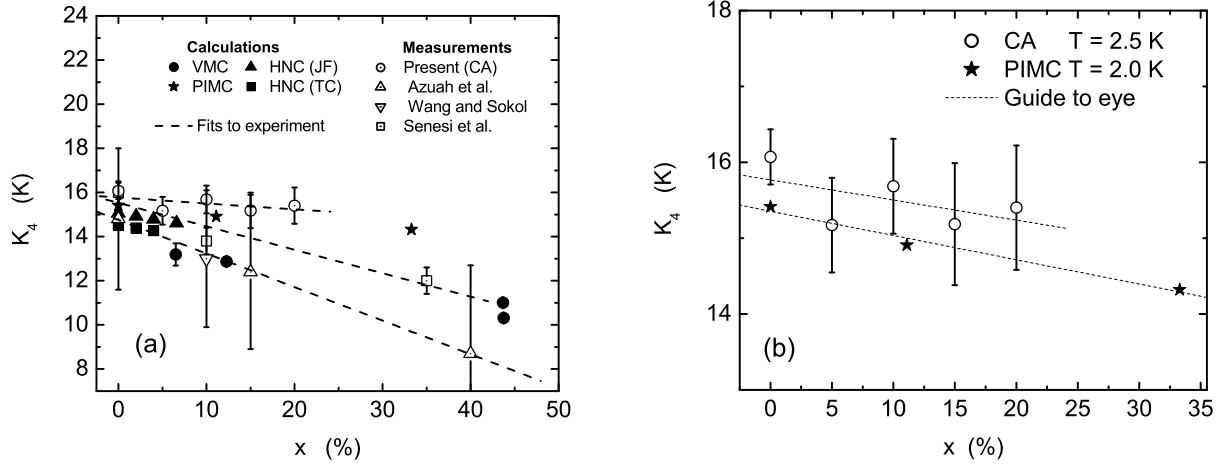 24
22
20
18
16
14
12
10
8
K4 (K)
Calculations
VMC
HNC (JF)
PIMC
HNC (TC)
Fits to experiment
Measurements
Present (CA)
Azuah et al.
Wang and Sokol
Senesi et al.
(a)
0 10 20 30 40 50
x (%)
18
16
14
K4 (K)
CA T = 2.5 K
PIMC T = 2.0 K
Guide to eye
(b)
0 5 10 15 20 25 30 35
x (%)